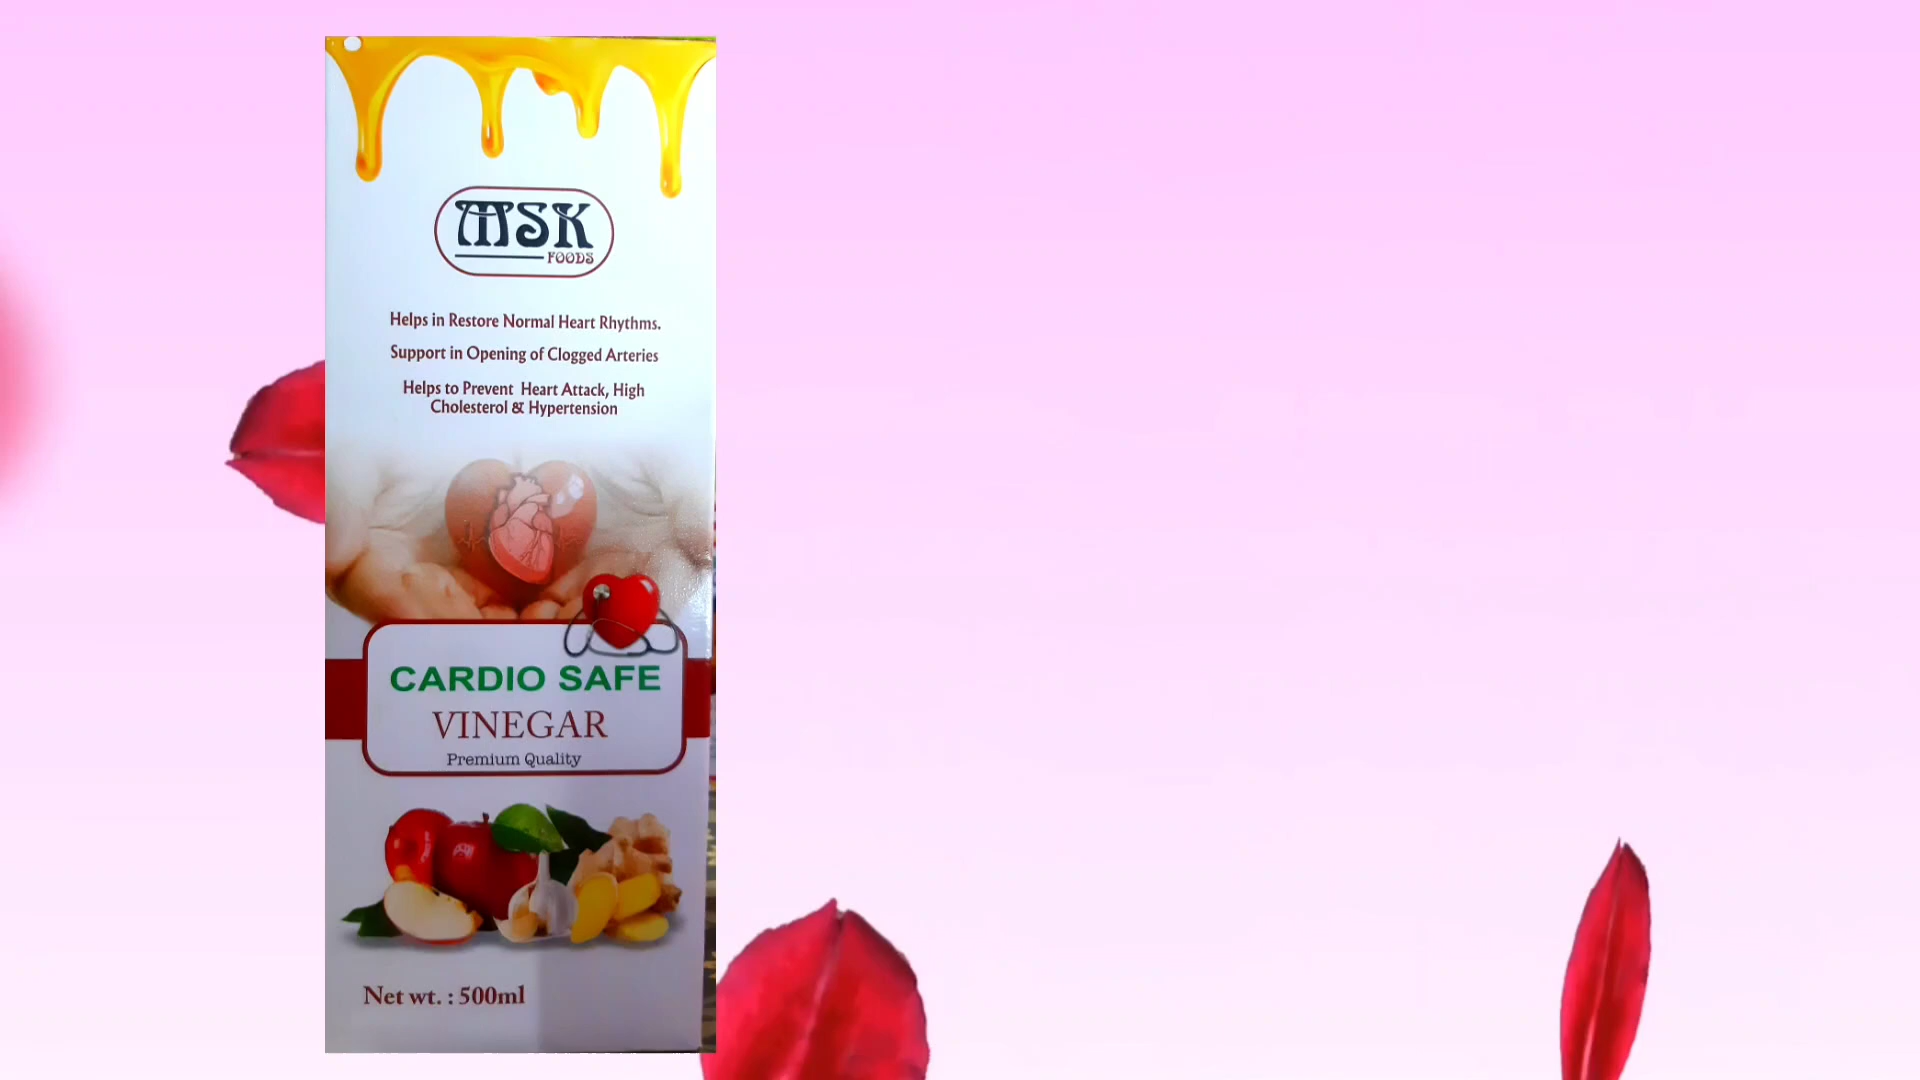 MSK
FOODS
Helps in Restore Normal Heart Rhythms.
Support in Opening of Clogged Arteries
Helps to Prevent Heart Attack, High
Cholesterol & Hypertension
CARDIO SAFE
VINEGAR
Premium Quality
Net wt. : 500ml